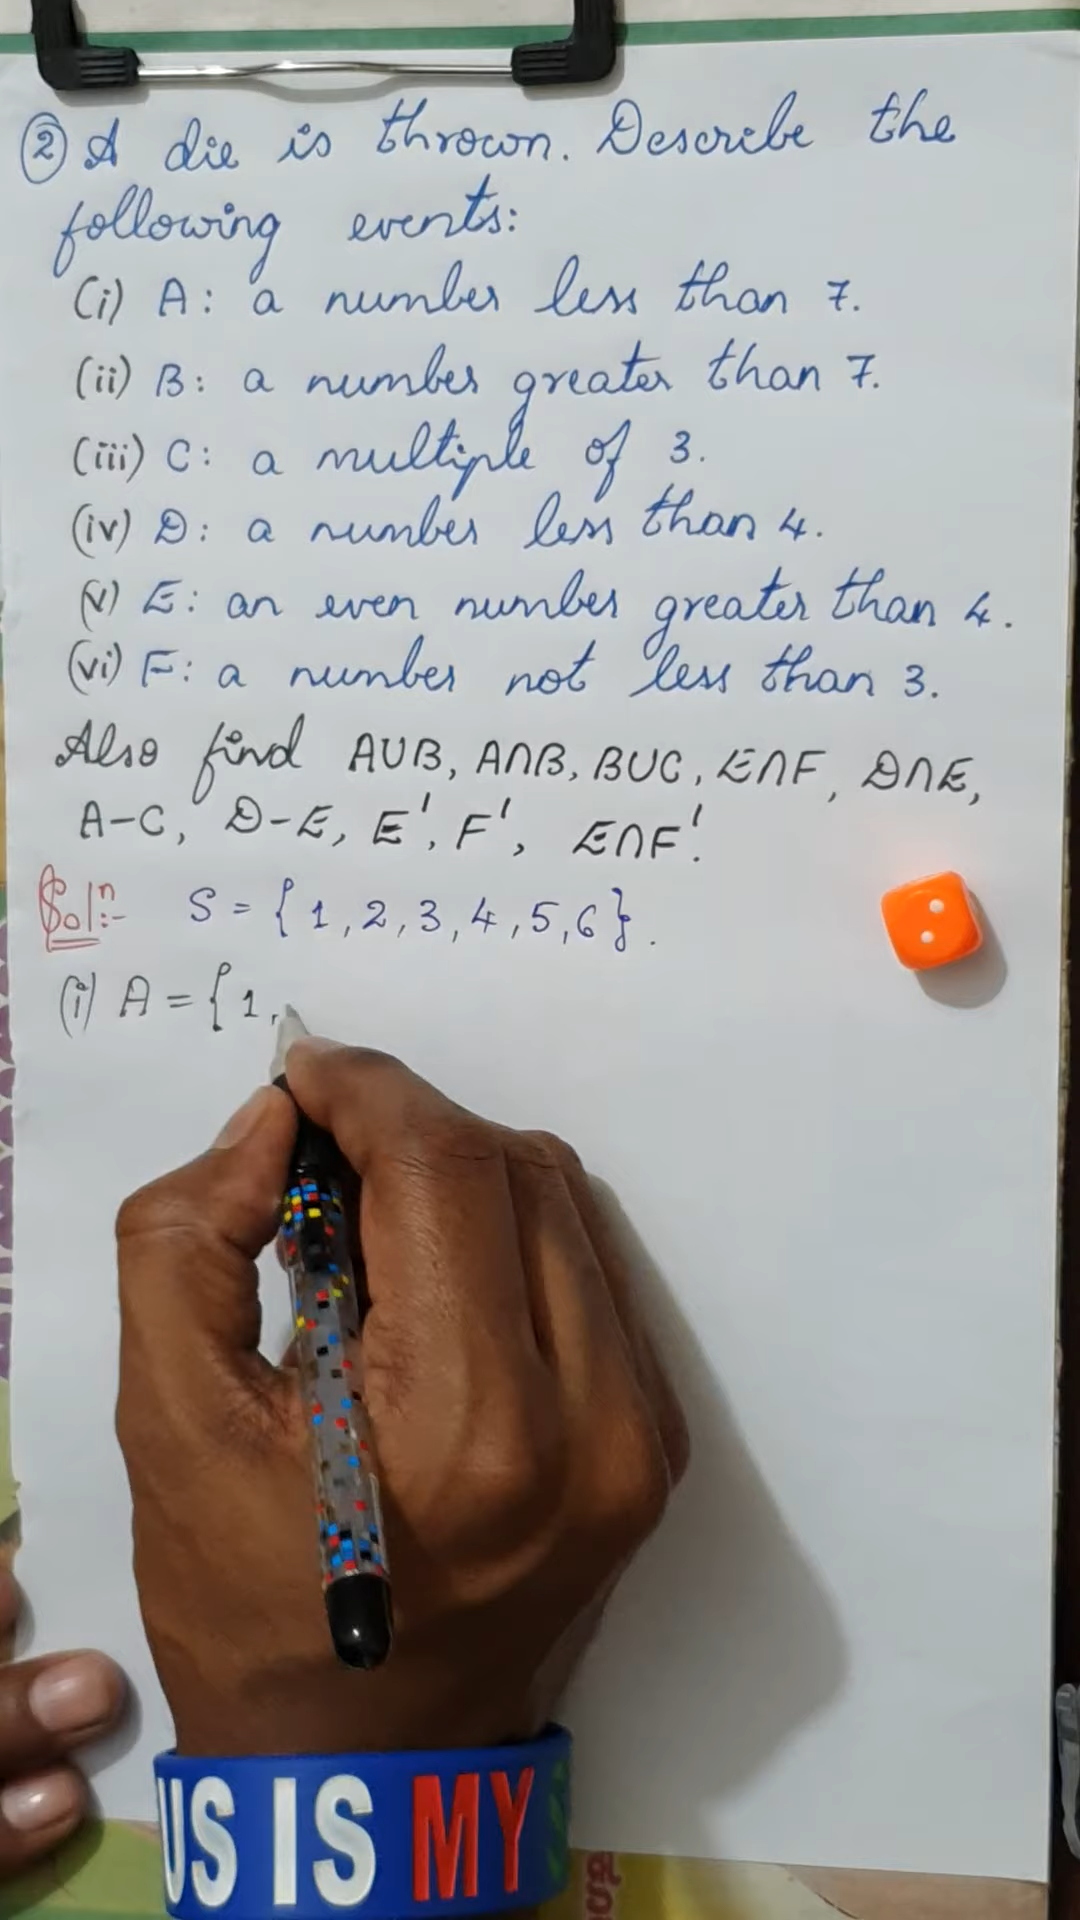 ② A die is thrown. Describe the
following events:
(i) A: a number less than 7.
(ii) B: a number greater than 7.
(iii) C: a multiple of 3.
(iv) D: a number less than 4.
(v) E: an even number greater than 4.
(vi) F: a number not less than 3.
Also find A∪B, A∩B, B∪C, E∩F, D∩E,
A-C, D-E, E', F', E∩F'.
Solⁿ:- S = {1,2,3,4,5,6}.
(i) A = {1,
US IS MY